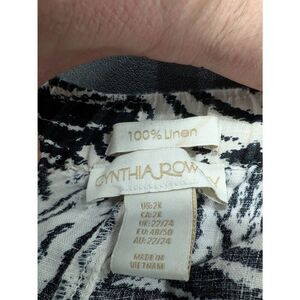 100% Linen
CYNTHIA ROW
US:2X
CA:2X
UK:22/24
EU:48/50
AU:22/24
MADE IN
VIETNAM